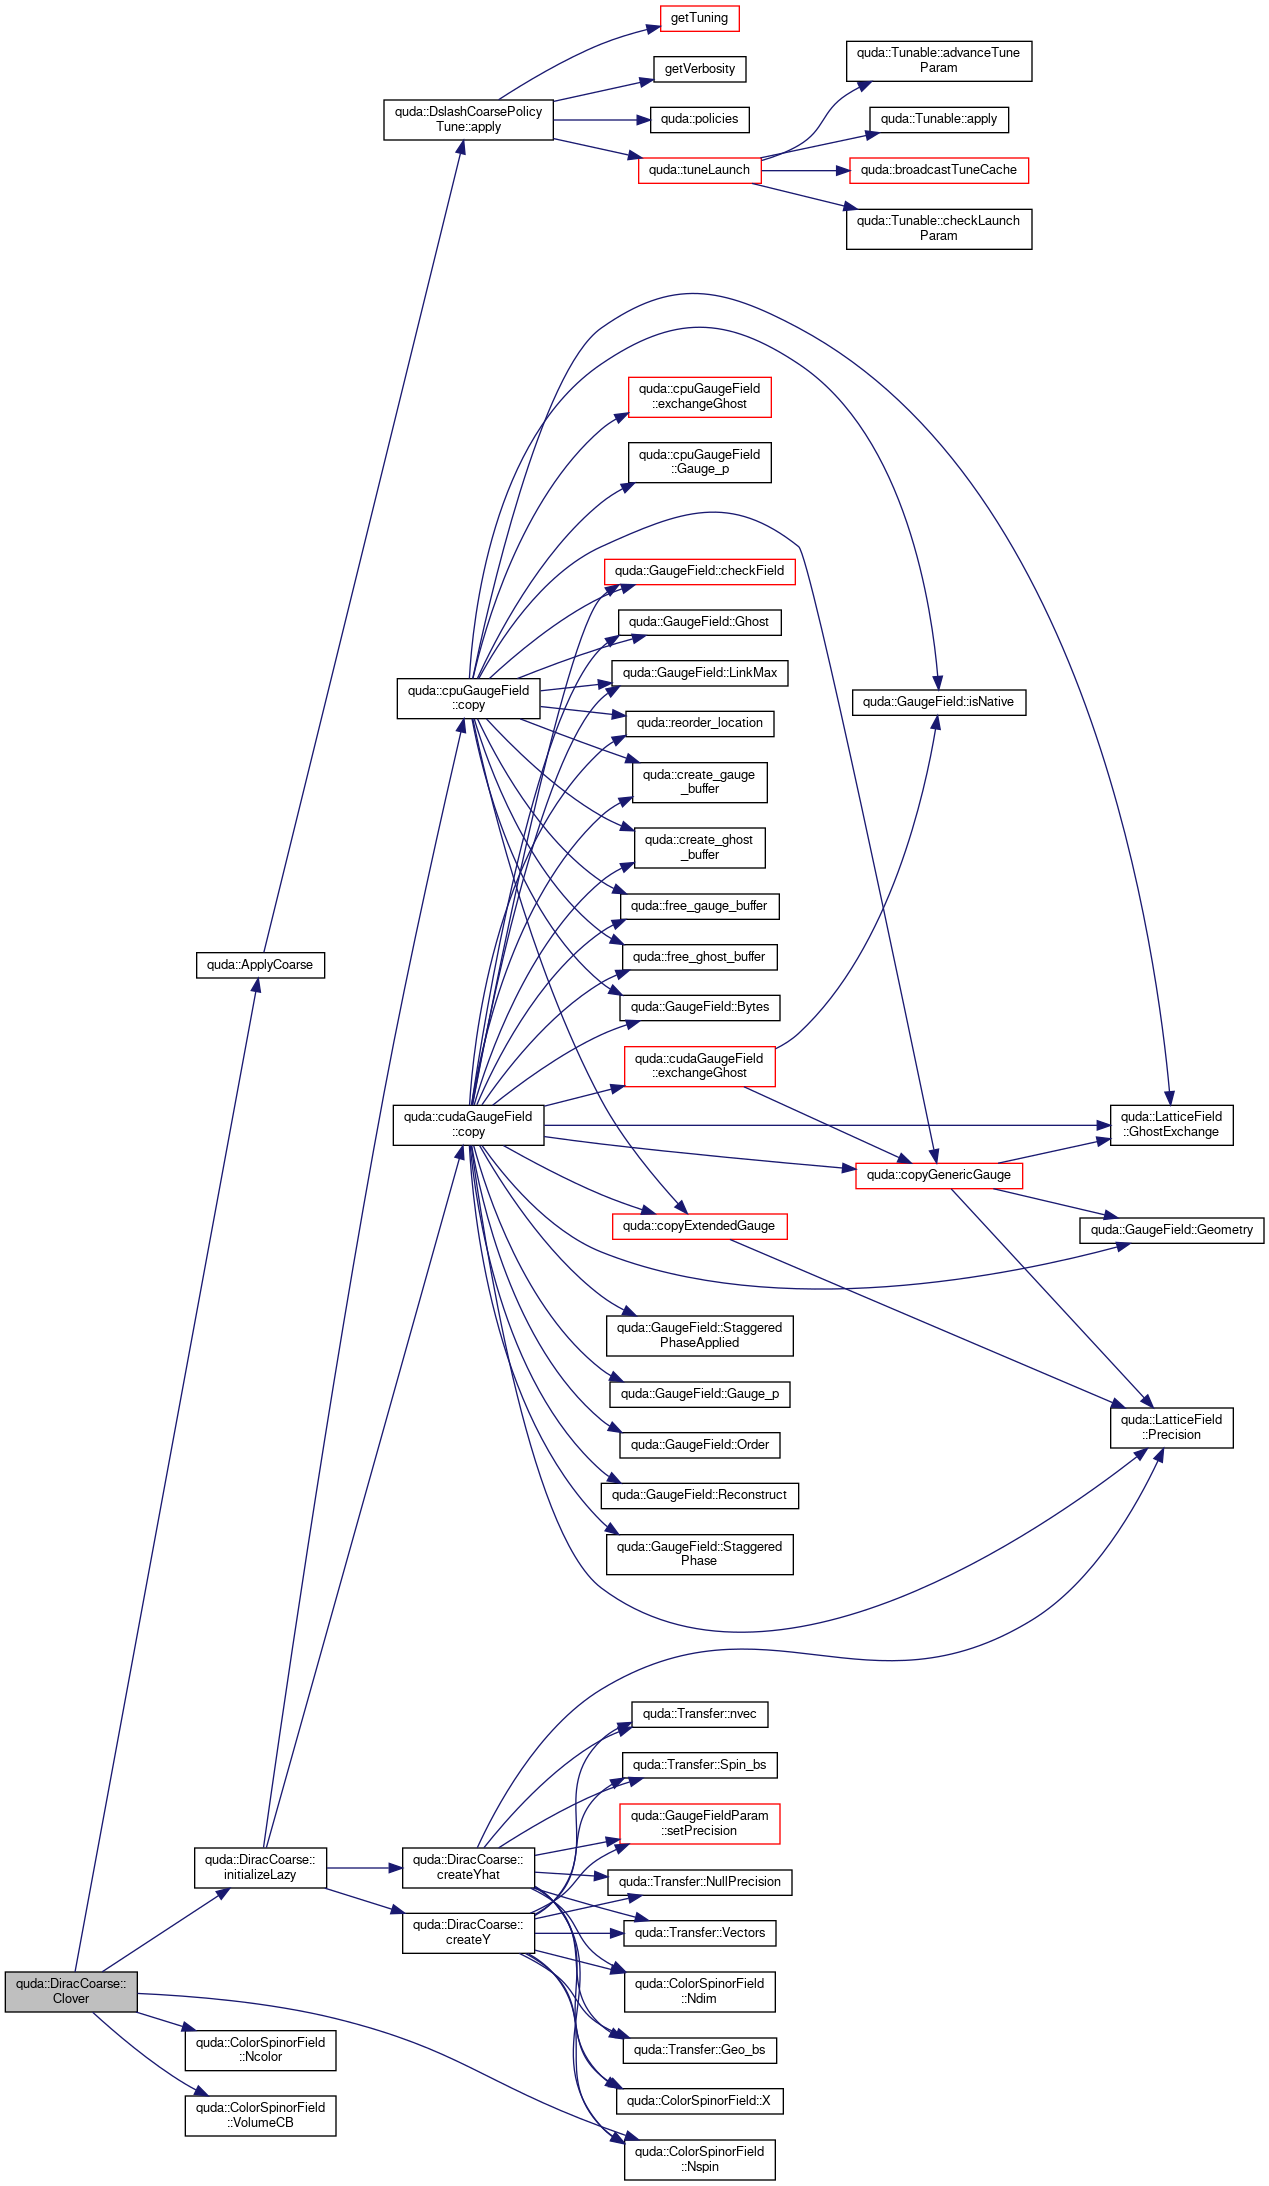 getTuning
getVerbosity
quda::DslashCoarsePolicy
Tune::apply
quda::policies
quda::tuneLaunch
quda::Tunable::advanceTune
Param
quda::Tunable::apply
quda::broadcastTuneCache
quda::Tunable::checkLaunch
Param
quda::cpuGaugeField
::exchangeGhost
quda::cpuGaugeField
::Gauge_p
quda::GaugeField::checkField
quda::GaugeField::Ghost
quda::GaugeField::LinkMax
quda::cpuGaugeField
::copy
quda::GaugeField::isNative
quda::reorder_location
quda::create_gauge
_buffer
quda::create_ghost
_buffer
quda::free_gauge_buffer
quda::free_ghost_buffer
quda::ApplyCoarse
quda::GaugeField::Bytes
quda::cudaGaugeField
::exchangeGhost
quda::cudaGaugeField
::copy
quda::LatticeField
::GhostExchange
quda::copyGenericGauge
quda::copyExtendedGauge
quda::GaugeField::Geometry
quda::GaugeField::Staggered
PhaseApplied
quda::GaugeField::Gauge_p
quda::GaugeField::Order
quda::LatticeField
::Precision
quda::GaugeField::Reconstruct
quda::GaugeField::Staggered
Phase
quda::Transfer::nvec
quda::Transfer::Spin_bs
quda::GaugeFieldParam
::setPrecision
quda::DiracCoarse::
initializeLazy
quda::DiracCoarse::
createYhat
quda::Transfer::NullPrecision
quda::DiracCoarse::
createY
quda::Transfer::Vectors
quda::DiracCoarse::
Clover
quda::ColorSpinorField
::Ndim
quda::ColorSpinorField
::Ncolor
quda::Transfer::Geo_bs
quda::ColorSpinorField::X
quda::ColorSpinorField
::VolumeCB
quda::ColorSpinorField
::Nspin